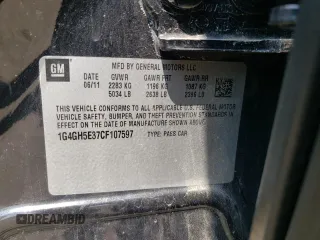 GM
MFD BY GENERAL MOTORS LLC
DATE GVWR GAWR FRT GAWR RR
06/11 2283 KG 1196 KG 1087 KG
5034 LB 2638 LB 2396 LB
THIS VEHICLE CONFORMS TO ALL APPLICABLE U.S. FEDERAL MOTOR
VEHICLE SAFETY, BUMPER, AND THEFT PREVENTION STANDARDS IN
EFFECT ON THE DATE OF MANUFACTURE SHOWN ABOVE.
1G4GH5E37CF107597 TYPE: PASS CAR
AUTOBIDMASTER